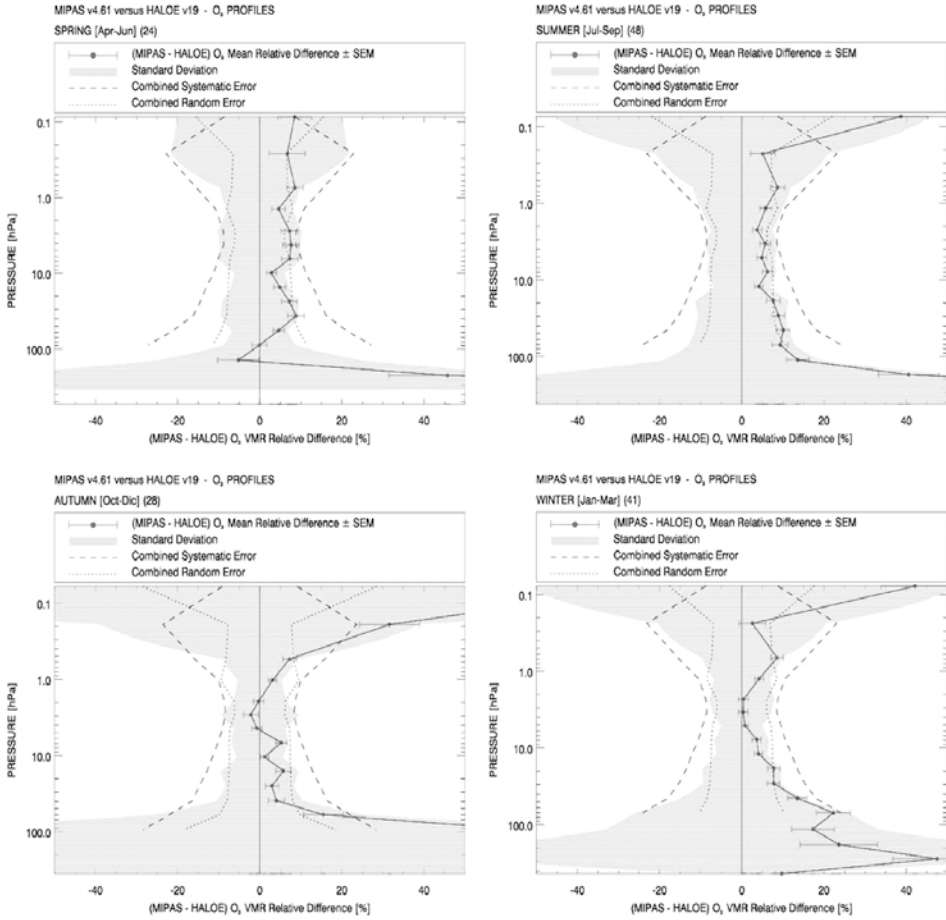 MIPAS v4.61 versus HALOE v19 - O₃ PROFILES
SPRING [Apr-Jun] (24)
(MIPAS - HALOE) O₃ Mean Relative Difference ± SEM
Standard Deviation
Combined Systematic Error
Combined Random Error
0.1
1.0
10.0
100.0
PRESSURE [hPa]
-40 -20 0 20 40
(MIPAS - HALOE) O₃ VMR Relative Difference [%]
MIPAS v4.61 versus HALOE v19 - O₃ PROFILES
SUMMER [Jul-Sep] (48)
(MIPAS - HALOE) O₃ Mean Relative Difference ± SEM
Standard Deviation
Combined Systematic Error
Combined Random Error
0.1
1.0
10.0
100.0
PRESSURE [hPa]
-40 -20 0 20 40
(MIPAS - HALOE) O₃ VMR Relative Difference [%]
MIPAS v4.61 versus HALOE v19 - O₃ PROFILES
AUTUMN [Oct-Dic] (28)
(MIPAS - HALOE) O₃ Mean Relative Difference ± SEM
Standard Deviation
Combined Systematic Error
Combined Random Error
0.1
1.0
10.0
100.0
PRESSURE [hPa]
-40 -20 0 20 40
(MIPAS - HALOE) O₃ VMR Relative Difference [%]
MIPAS v4.61 versus HALOE v19 - O₃ PROFILES
WINTER [Jan-Mar] (41)
(MIPAS - HALOE) O₃ Mean Relative Difference ± SEM
Standard Deviation
Combined Systematic Error
Combined Random Error
0.1
1.0
10.0
100.0
PRESSURE [hPa]
-40 -20 0 20 40
(MIPAS - HALOE) O₃ VMR Relative Difference [%]